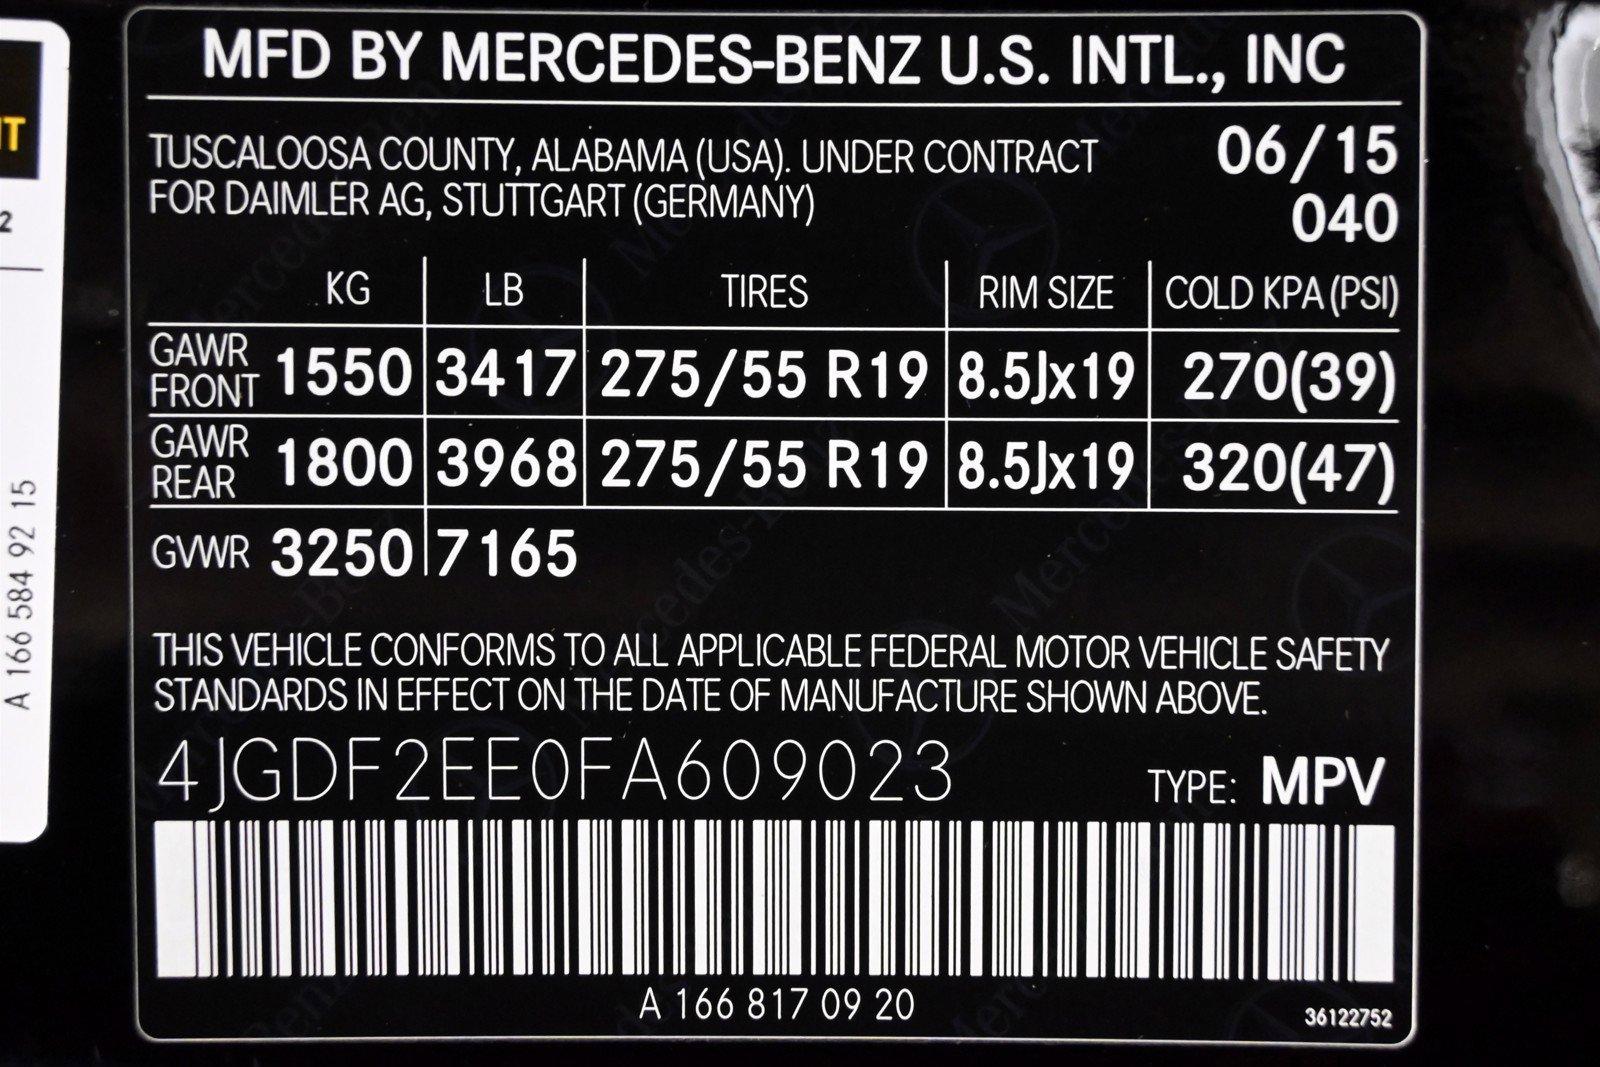 MFD BY MERCEDES-BENZ U.S. INTL., INC
TUSCALOOSA COUNTY, ALABAMA (USA). UNDER CONTRACT
FOR DAIMLER AG, STUTTGART (GERMANY)
06/15
040
KG LB TIRES RIM SIZE COLD KPA (PSI)
GAWR FRONT 1550 3417 275/55 R19 8.5Jx19 270(39)
GAWR REAR 1800 3968 275/55 R19 8.5Jx19 320(47)
GVWR 3250 7165
THIS VEHICLE CONFORMS TO ALL APPLICABLE FEDERAL MOTOR VEHICLE SAFETY
STANDARDS IN EFFECT ON THE DATE OF MANUFACTURE SHOWN ABOVE.
4JGDF2EE0FA609023
TYPE: MPV
A 166 817 09 20
36122752
A 166 584 92 15
2